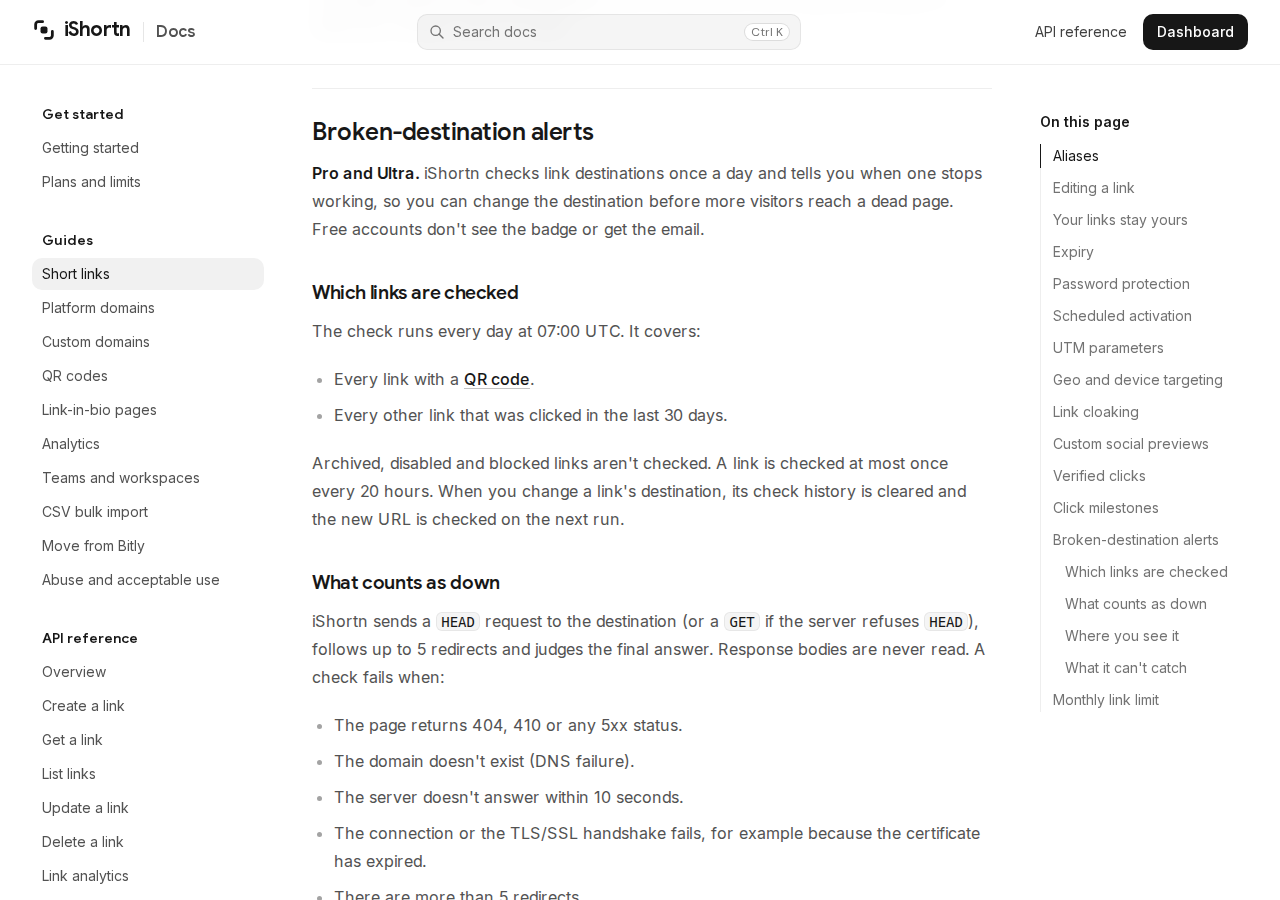 iShortn Docs Search docs Ctrl K API reference Dashboard
Get started
Getting started
Plans and limits
Guides
Short links
Platform domains
Custom domains
QR codes
Link-in-bio pages
Analytics
Teams and workspaces
CSV bulk import
Move from Bitly
Abuse and acceptable use
API reference
Overview
Create a link
Get a link
List links
Update a link
Delete a link
Link analytics
Broken-destination alerts
Pro and Ultra. iShortn checks link destinations once a day and tells you when one stops
working, so you can change the destination before more visitors reach a dead page.
Free accounts don't see the badge or get the email.
Which links are checked
The check runs every day at 07:00 UTC. It covers:
Every link with a QR code.
Every other link that was clicked in the last 30 days.
Archived, disabled and blocked links aren't checked. A link is checked at most once
every 20 hours. When you change a link's destination, its check history is cleared and
the new URL is checked on the next run.
What counts as down
iShortn sends a HEAD request to the destination (or a GET if the server refuses HEAD),
follows up to 5 redirects and judges the final answer. Response bodies are never read. A
check fails when:
The page returns 404, 410 or any 5xx status.
The domain doesn't exist (DNS failure).
The server doesn't answer within 10 seconds.
The connection or the TLS/SSL handshake fails, for example because the certificate
has expired.
There are more than 5 redirects
On this page
Aliases
Editing a link
Your links stay yours
Expiry
Password protection
Scheduled activation
UTM parameters
Geo and device targeting
Link cloaking
Custom social previews
Verified clicks
Click milestones
Broken-destination alerts
Which links are checked
What counts as down
Where you see it
What it can't catch
Monthly link limit